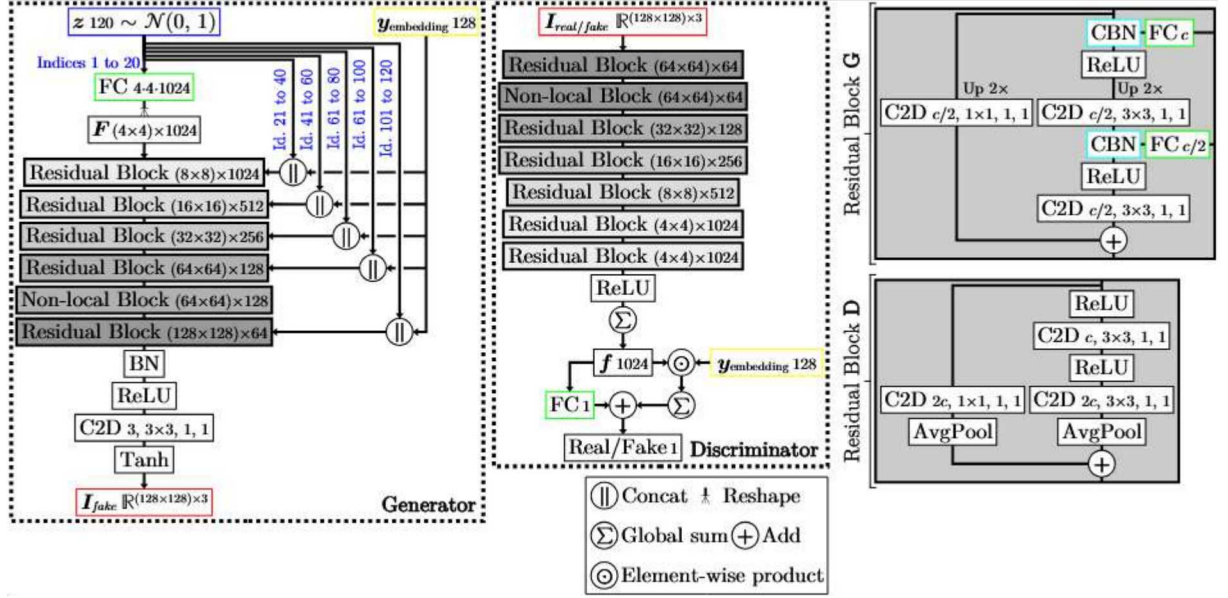 z 120 ∼ 𝒩(0, 1)
y embedding 128
Indices 1 to 20
Id. 21 to 40
Id. 41 to 60
Id. 61 to 80
Id. 61 to 100
Id. 101 to 120
FC 4·4·1024
F (4×4)×1024
Residual Block (8×8)×1024
||
Residual Block (16×16)×512
||
Residual Block (32×32)×256
||
Residual Block (64×64)×128
||
Non-local Block (64×64)×128
Residual Block (128×128)×64
||
BN
ReLU
C2D 3, 3×3, 1, 1
Tanh
I fake ℝ(128×128)×3
Generator
I real/fake ℝ(128×128)×3
Residual Block (64×64)×64
Non-local Block (64×64)×64
Residual Block (32×32)×128
Residual Block (16×16)×256
Residual Block (8×8)×512
Residual Block (4×4)×1024
Residual Block (4×4)×1024
ReLU
Σ
f 1024
⊙
y embedding 128
FC 1
+
Σ
Real/Fake 1
Discriminator
|| Concat Reshape
Σ Global sum + Add
⊙ Element-wise product
Residual Block G
CBN
FC c
ReLU
Up 2×
Up 2×
C2D c/2, 1×1, 1, 1
C2D c/2, 3×3, 1, 1
CBN
FC c/2
ReLU
C2D c/2, 3×3, 1, 1
+
Residual Block D
ReLU
C2D c, 3×3, 1, 1
ReLU
C2D 2c, 1×1, 1, 1
C2D 2c, 3×3, 1, 1
AvgPool
AvgPool
+